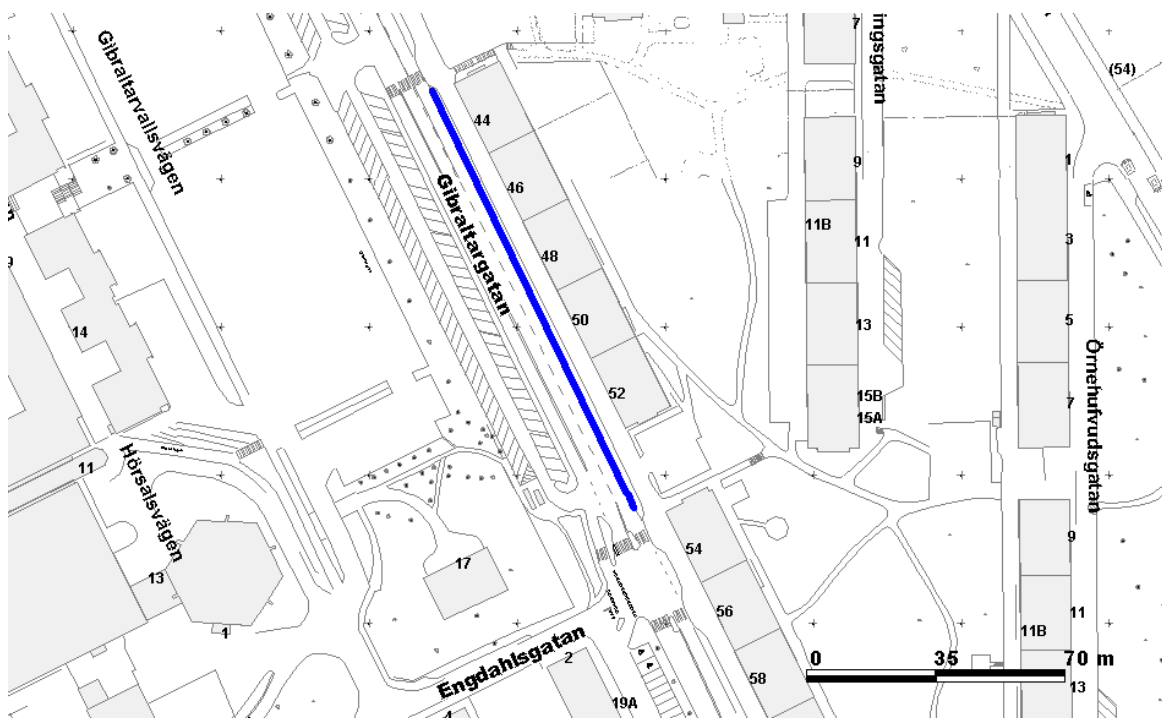 7
ingsgatan
Gibraltarvallsvägen
(54)
44
9
1
46
Gibraltargatan
11B
11
3
48
9
14
50
13
5
52
15B
15A
7
Örnehufvudsgatan
11
Hörsalsvägen
9
54
17
13
56
11
11B
1
Engdahlsgatan
2
0 35 70 m
58
13
19A
4